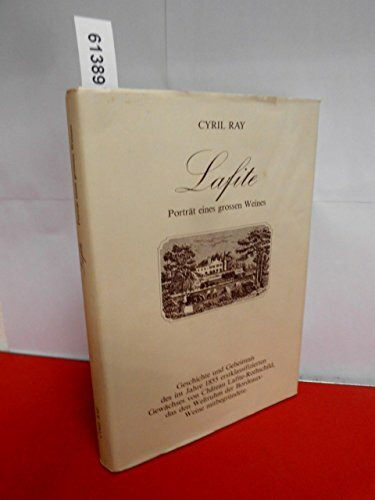 61389
CYRIL RAY
Lafite
Porträt eines grossen Weines
Geschichte und Geheimnis
des im Jahre 1855 erstklassifizierten
Gewächses von Château Lafite-Rothschild,
das den Weltruhm der Bordeaux-
Weine mitbegründete.